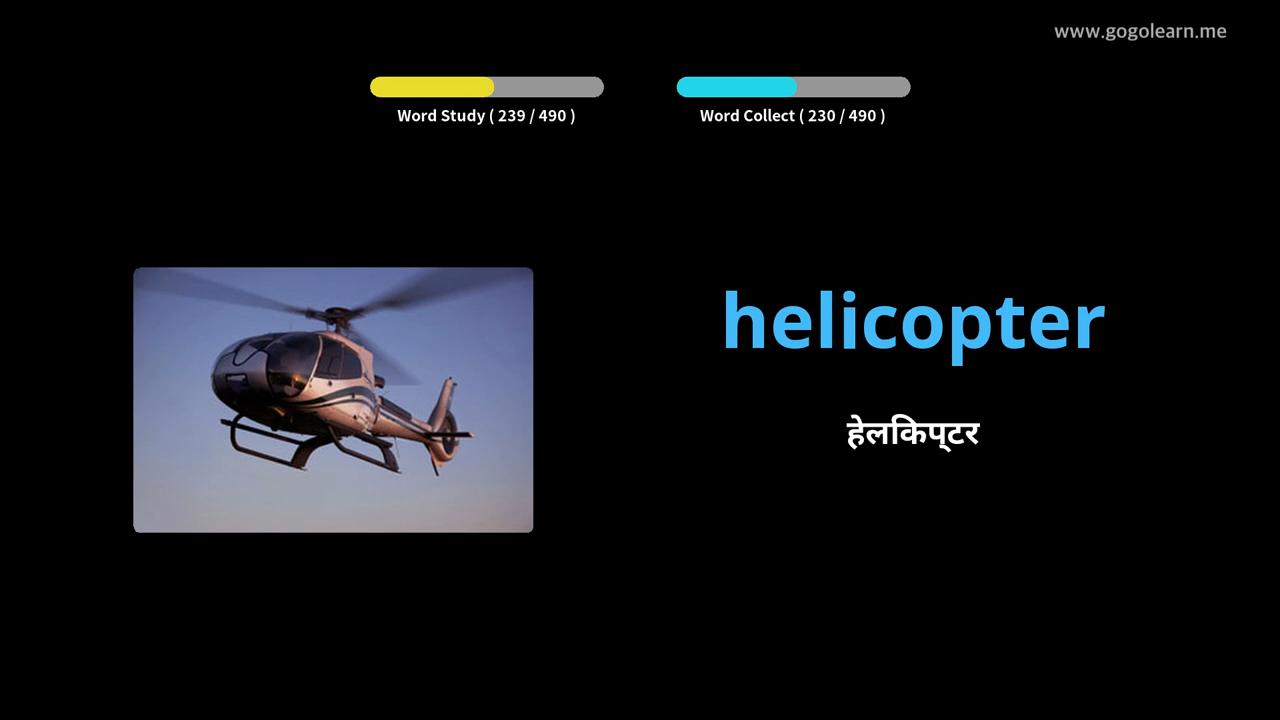 www.gogolearn.me
Word Study ( 239 / 490 )
Word Collect ( 230 / 490 )
helicopter
हेलकिप्टर